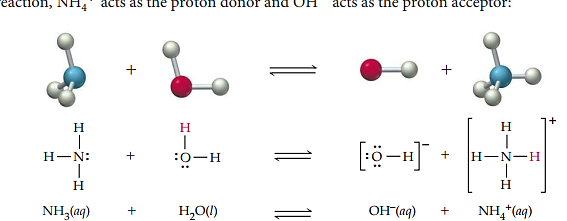 reaction, NH₄⁺ acts as the proton donor and OH⁻ acts as the proton acceptor:
+ ⇌ +
H H H +
H—N: + :Ö—H ⇌ [:Ö—H]⁻ + H—N—H
H H
NH₃(aq) + H₂O(l) ⇌ OH⁻(aq) + NH₄⁺(aq)